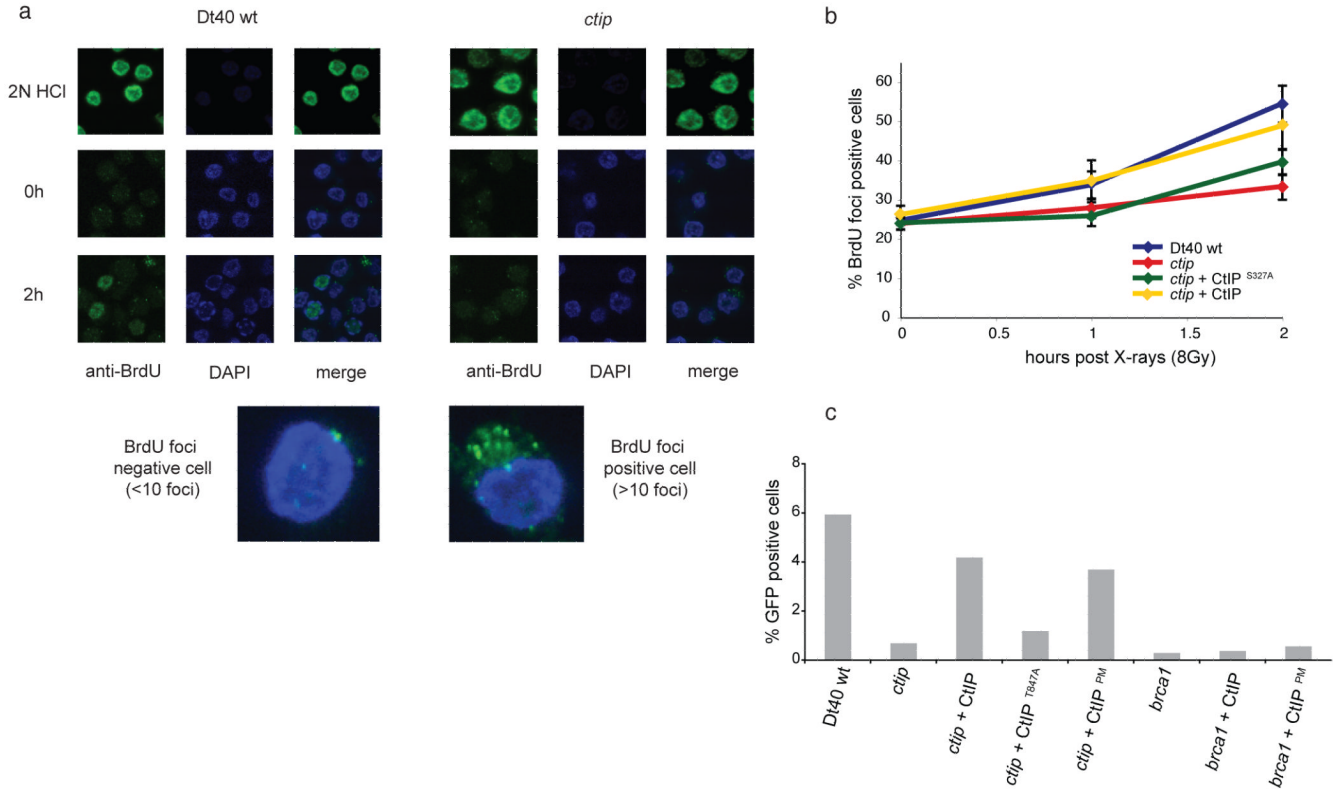 a
Dt40 wt
ctip
2N HCl
0h
2h
anti-BrdU DAPI merge
anti-BrdU DAPI merge
BrdU foci
negative cell
(<10 foci)
BrdU foci
positive cell
(>10 foci)
b
% BrdU foci positive cells
60
50
40
30
20
10
0
0 0.5 1 1.5 2
hours post X-rays (8Gy)
Dt40 wt
ctip
ctip + CtIP S327A
ctip + CtIP
c
% GFP positive cells
8
6
4
2
0
Dt40 wt
ctip
ctip + CtIP
ctip + CtIP T847A
ctip + CtIP PM
brca1
brca1 + CtIP
brca1 + CtIP PM